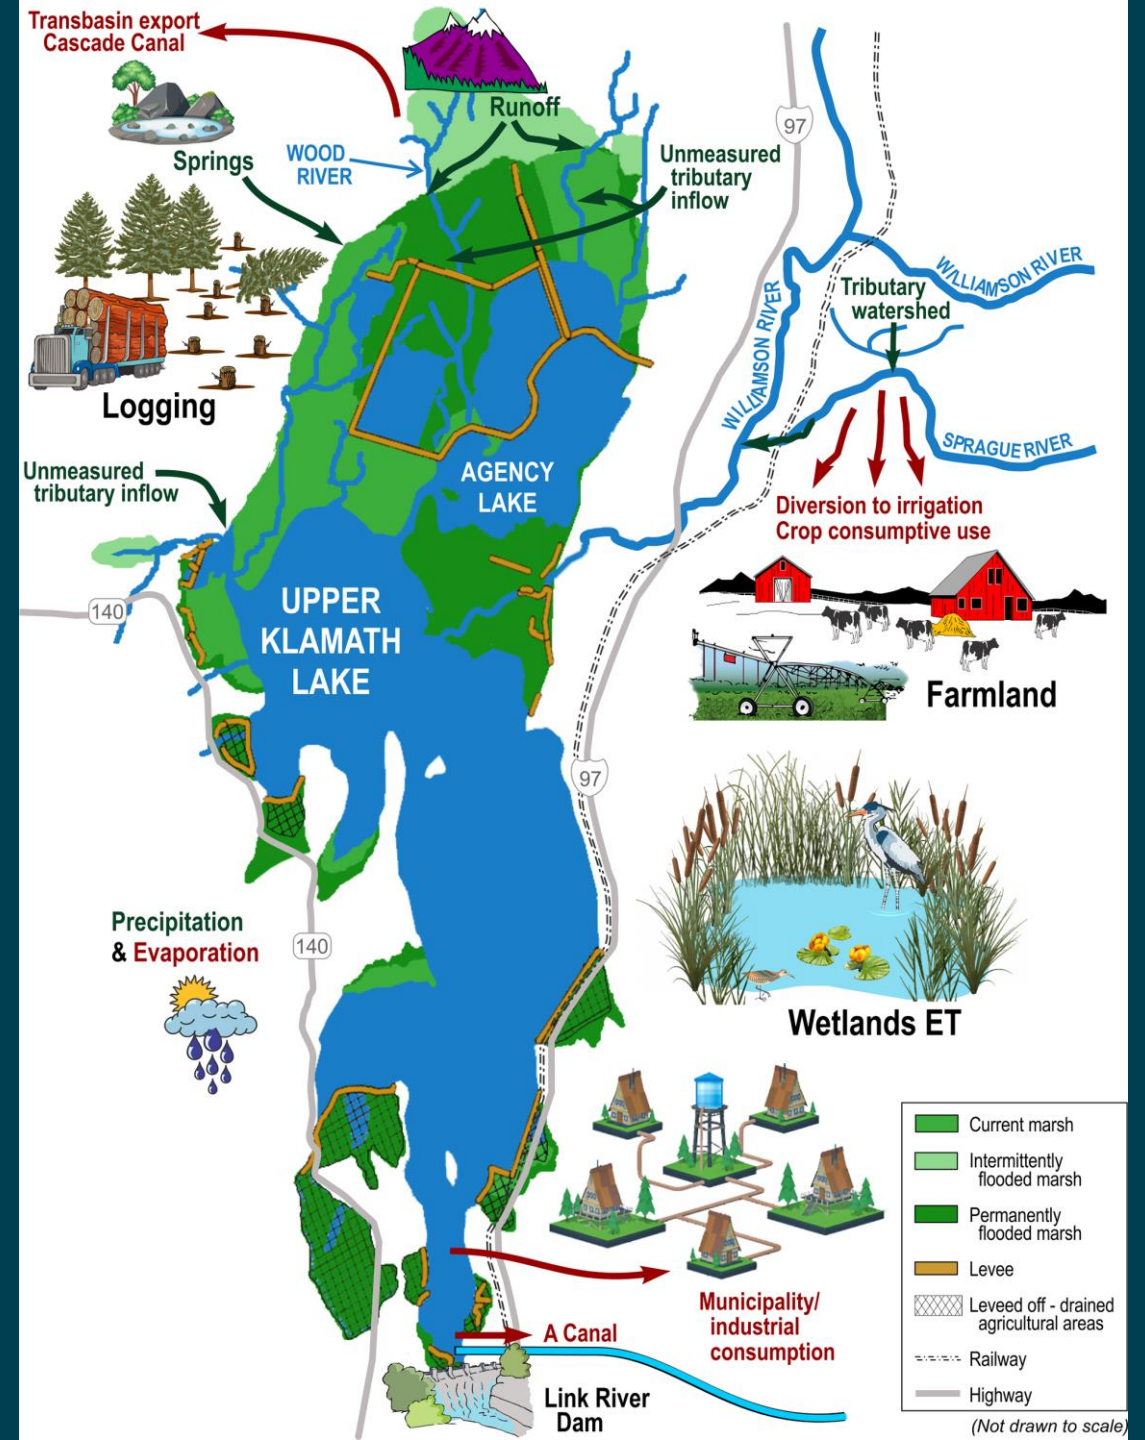 Transbasin export
Cascade Canal
Runoff
97
WOOD
RIVER
Springs
Unmeasured
tributary
inflow
WILLIAMSON RIVER
Tributary
watershed
WILLIAMSON RIVER
Logging
SPRAGUE RIVER
AGENCY
LAKE
Unmeasured
tributary inflow
Diversion to irrigation
Crop consumptive use
140
UPPER
KLAMATH
LAKE
Farmland
97
Precipitation
& Evaporation
140
Wetlands ET
Current marsh
Intermittently
flooded marsh
Permanently
flooded marsh
Levee
Leveed off - drained
agricultural areas
Railway
Highway
(Not drawn to scale)
Municipality/
industrial
consumption
A Canal
Link River
Dam